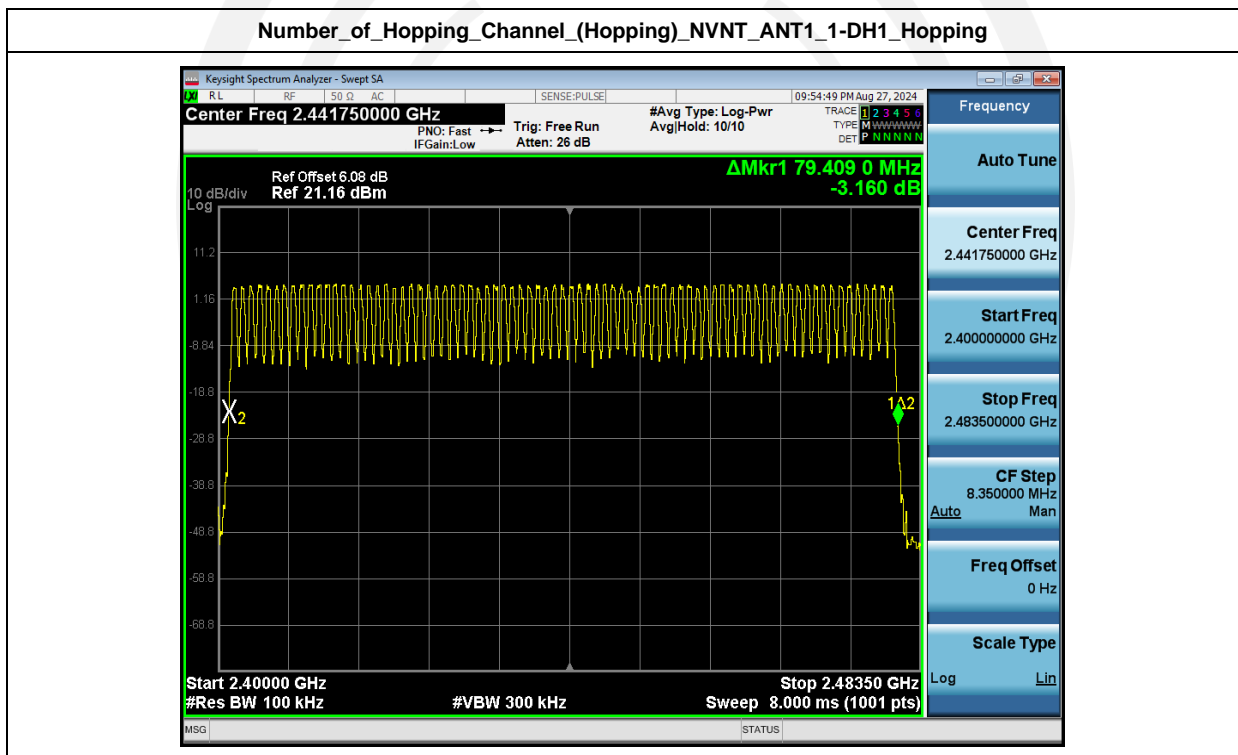 Number_of_Hopping_Channel_(Hopping)_NVNT_ANT1_1-DH1_Hopping
Keysight Spectrum Analyzer - Swept SA
LXI RL RF 50 Ω AC SENSE:PULSE 09:54:49 PM Aug 27, 2024
Center Freq 2.441750000 GHz
PNO: Fast
IFGain:Low
Trig: Free Run
Atten: 26 dB
#Avg Type: Log-Pwr
Avg|Hold: 10/10
TRACE 1 2 3 4 5 6
TYPE M WWWWW
DET P N N N N N
Frequency
Auto Tune
Center Freq
2.441750000 GHz
Start Freq
2.400000000 GHz
Stop Freq
2.483500000 GHz
CF Step
8.350000 MHz
Auto Man
Freq Offset
0 Hz
Scale Type
Log Lin
ΔMkr1 79.409 0 MHz
-3.160 dB
Ref Offset 6.08 dB
10 dB/div Ref 21.16 dBm
Log
11.2
1.16
-8.84
-18.8
-28.8
-38.8
-48.8
-58.8
-68.8
X2
1Δ2
Start 2.40000 GHz Stop 2.48350 GHz
#Res BW 100 kHz #VBW 300 kHz Sweep 8.000 ms (1001 pts)
MSG STATUS